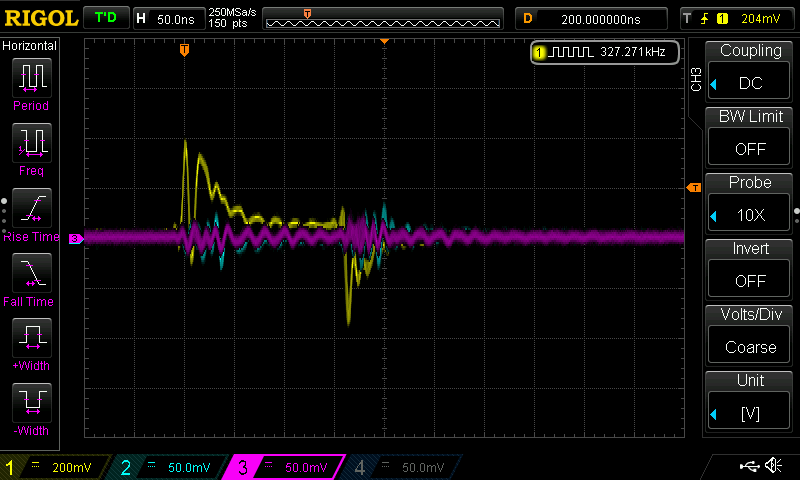 RIGOL T'D H 50.0ns 250MSa/s D 200.000000ns T 1 204mV
150 pts
T
Horizontal
T
1 327.271kHz
Period
Freq
Rise Time
Fall Time
+Width
-Width
3
T
CH3
Coupling
DC
BW Limit
OFF
Probe
10X
Invert
OFF
Volts/Div
Coarse
Unit
[V]
1 200mV 2 50.0mV 3 50.0mV 4 50.0mV